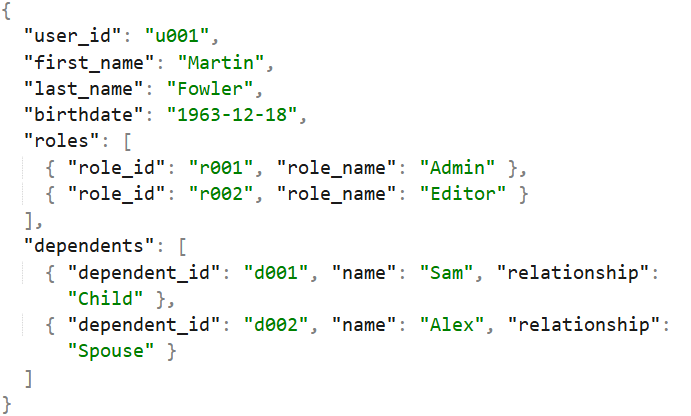 {
  "user_id": "u001",
  "first_name": "Martin",
  "last_name": "Fowler",
  "birthdate": "1963-12-18",
  "roles": [
    { "role_id": "r001", "role_name": "Admin" },
    { "role_id": "r002", "role_name": "Editor" }
  ],
  "dependents": [
    { "dependent_id": "d001", "name": "Sam", "relationship":
      "Child" },
    { "dependent_id": "d002", "name": "Alex", "relationship":
      "Spouse" }
  ]
}